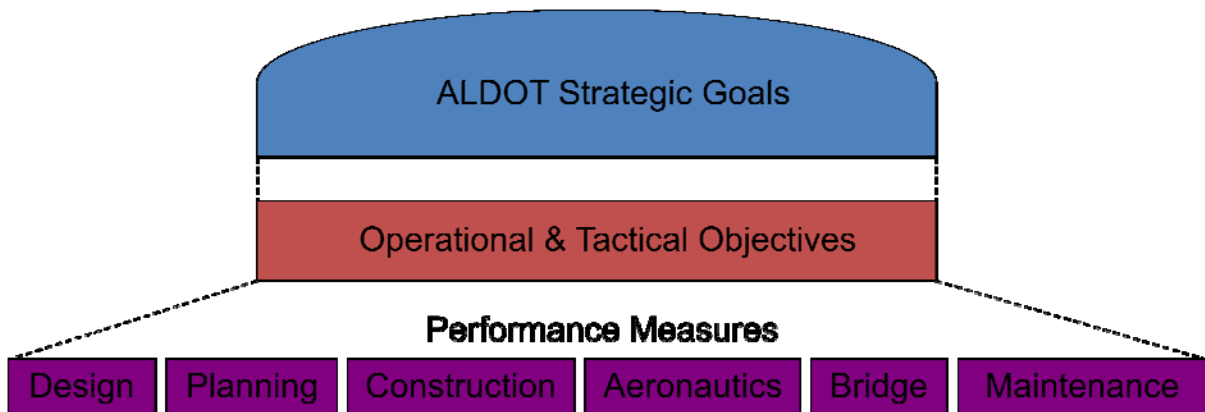 ALDOT Strategic Goals
Operational & Tactical Objectives
Performance Measures
Design Planning Construction Aeronautics Bridge Maintenance